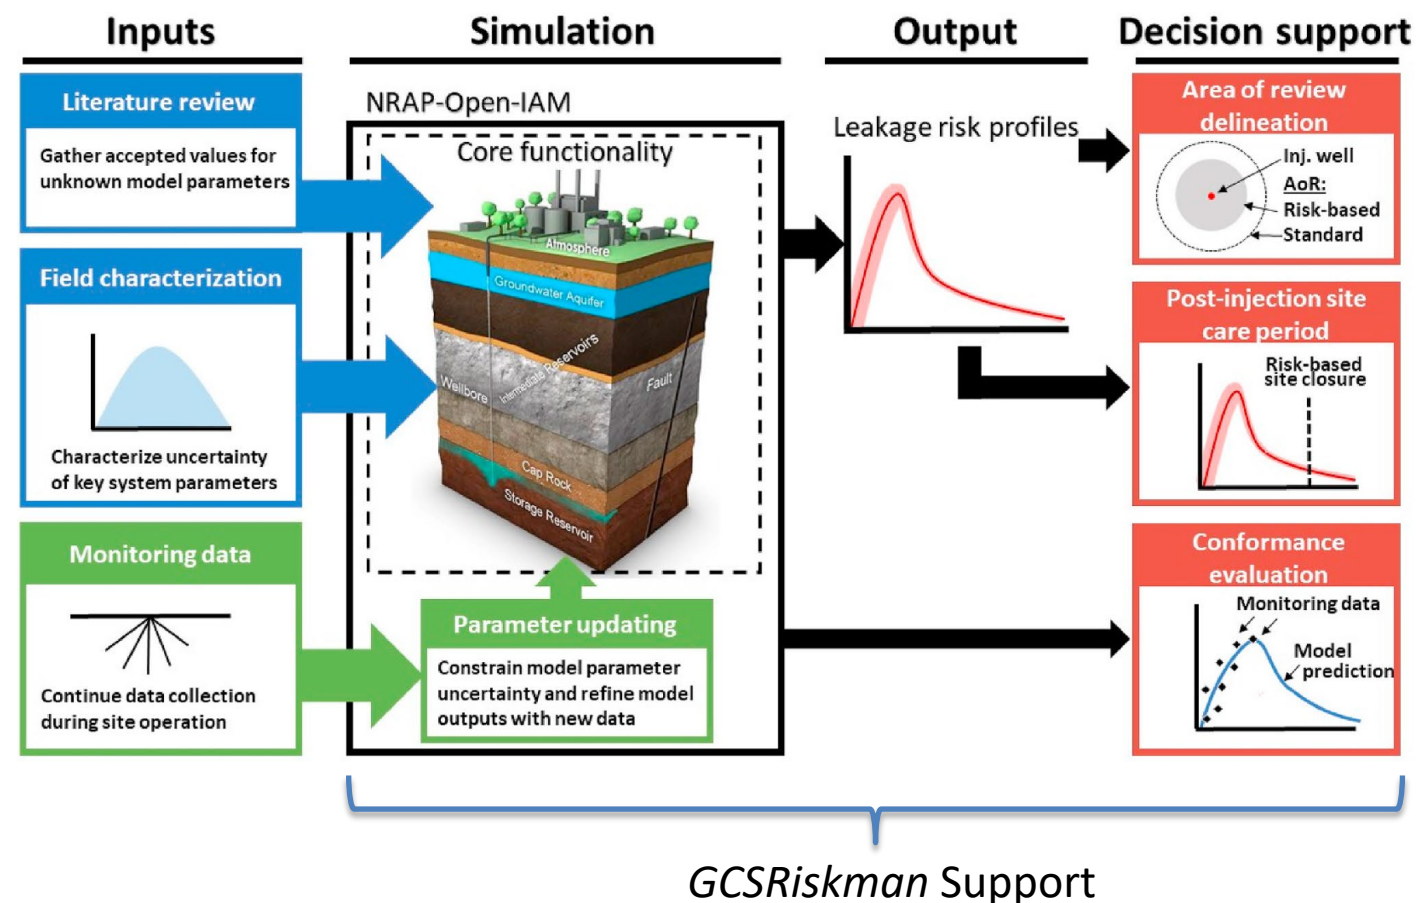 Inputs
Simulation
Output
Decision support
Literature review
Gather accepted values for
unknown model parameters
Field characterization
Characterize uncertainty
of key system parameters
Monitoring data
Continue data collection
during site operation
NRAP-Open-IAM
Core functionality
Atmosphere
Groundwater Aquifer
Intermediate Reservoirs
Wellbore
Fault
Cap Rock
Storage Reservoir
Parameter updating
Constrain model parameter
uncertainty and refine model
outputs with new data
Leakage risk profiles
Area of review
delineation
Inj. well
AoR:
Risk-based
Standard
Post-injection site
care period
Risk-based
site closure
Conformance
evaluation
Monitoring data
Model
prediction
GCSRiskman Support